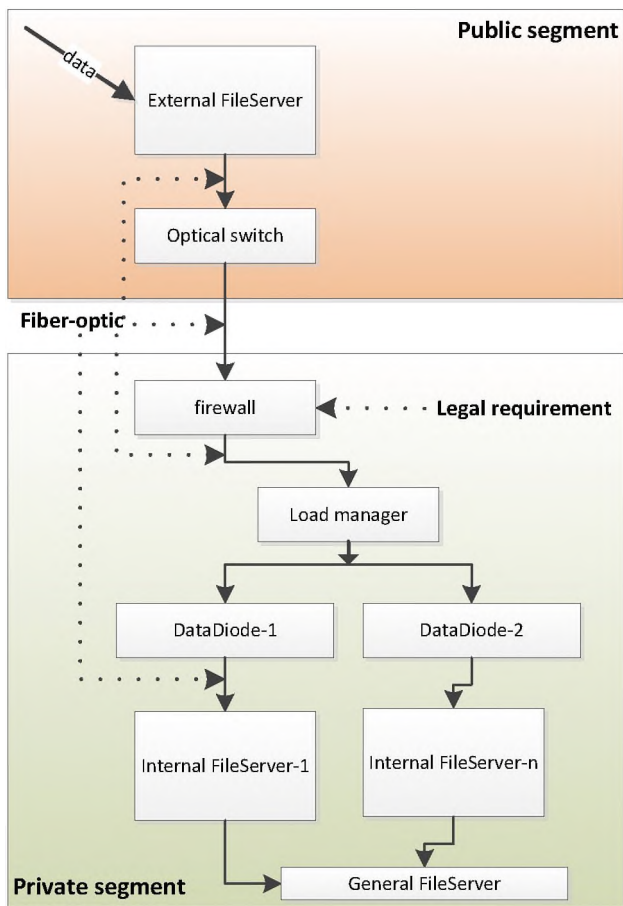 Public segment
data
External FileServer
Optical switch
Fiber-optic
firewall
Legal requirement
Load manager
DataDiode-1
DataDiode-2
Internal FileServer-1
Internal FileServer-n
General FileServer
Private segment